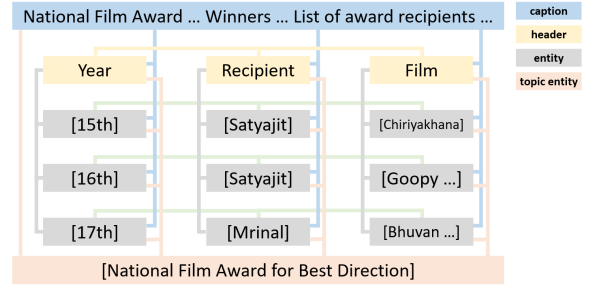 National Film Award ... Winners ... List of award recipients ...
caption
header
entity
topic entity
Year Recipient Film
[15th] [Satyajit] [Chiriyakhana]
[16th] [Satyajit] [Goopy ...]
[17th] [Mrinal] [Bhuvan ...]
[National Film Award for Best Direction]